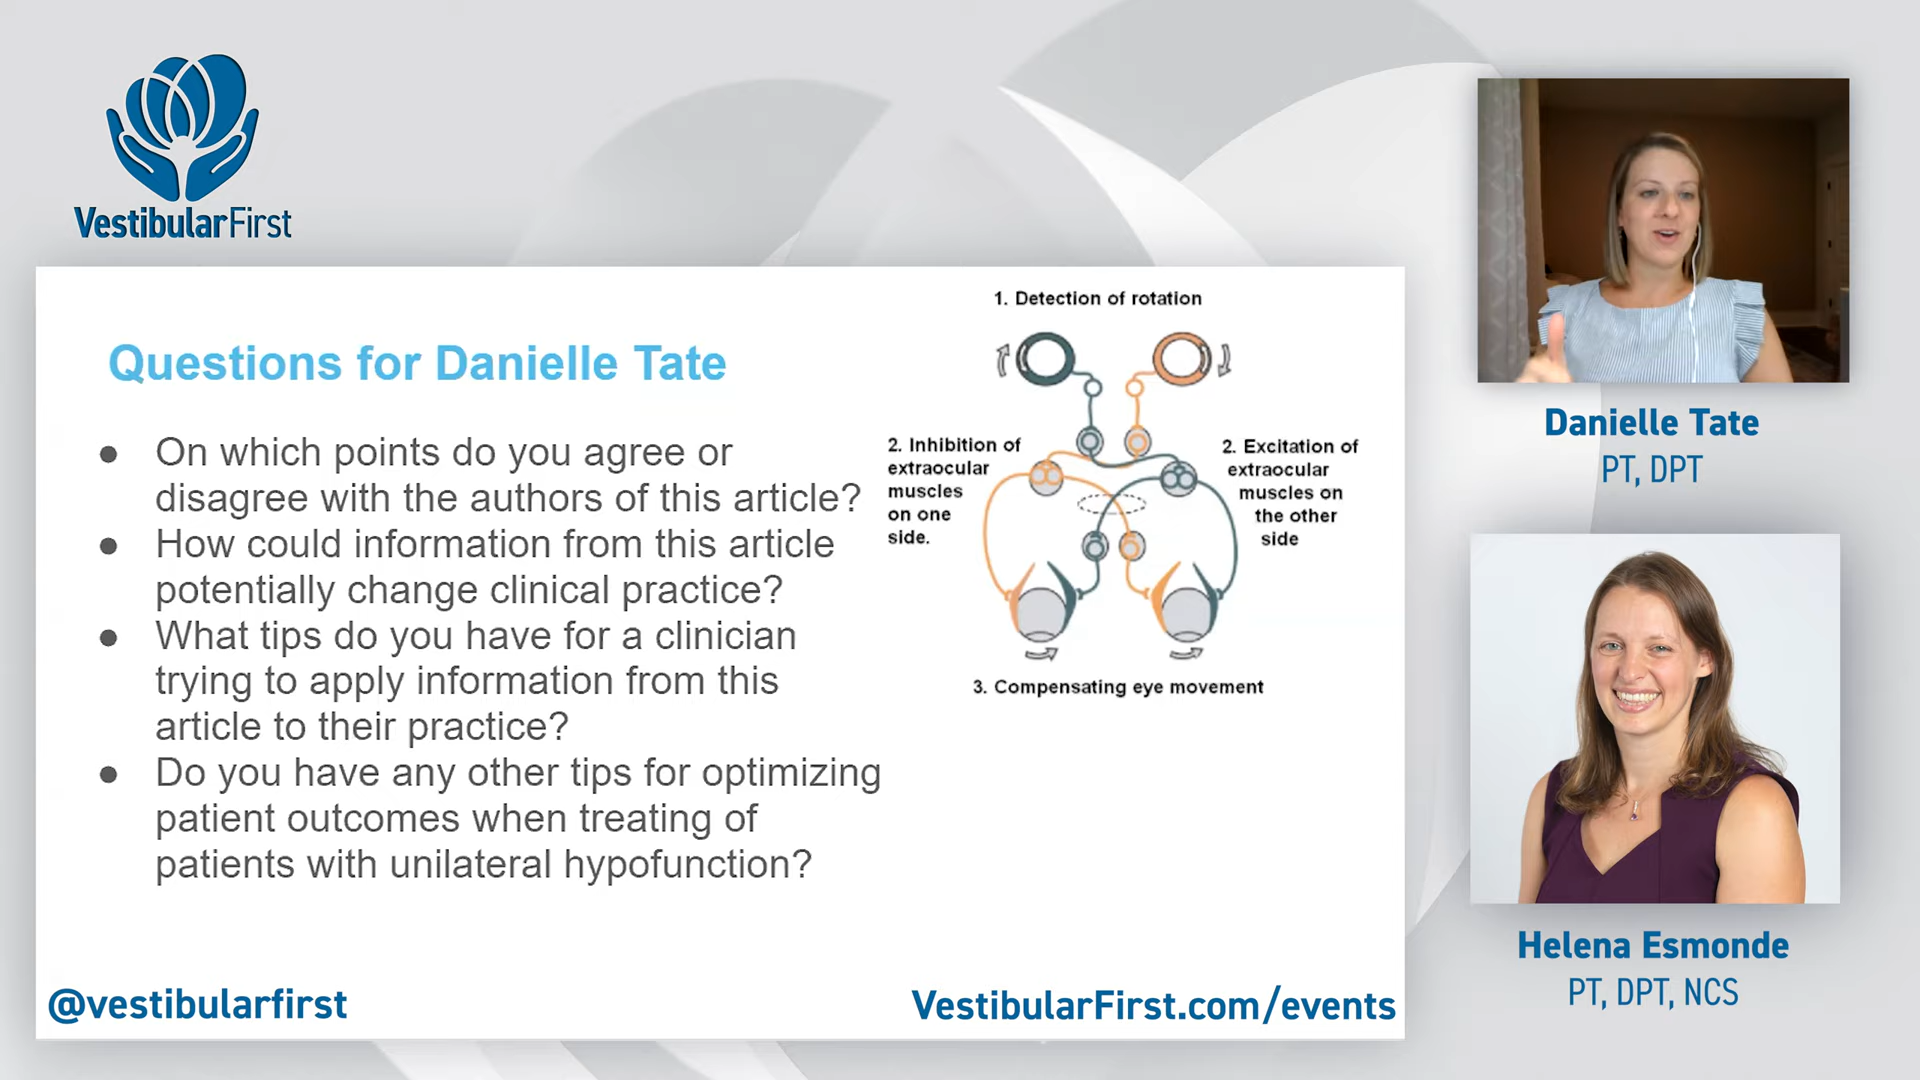 VestibularFirst
Questions for Danielle Tate
● On which points do you agree or
disagree with the authors of this article?
● How could information from this article
potentially change clinical practice?
● What tips do you have for a clinician
trying to apply information from this
article to their practice?
● Do you have any other tips for optimizing
patient outcomes when treating of
patients with unilateral hypofunction?
1. Detection of rotation
2. Inhibition of
extraocular
muscles
on one
side.
2. Excitation of
extraocular
muscles on
the other
side
3. Compensating eye movement
@vestibularfirst
VestibularFirst.com/events
Danielle Tate
PT, DPT
Helena Esmonde
PT, DPT, NCS